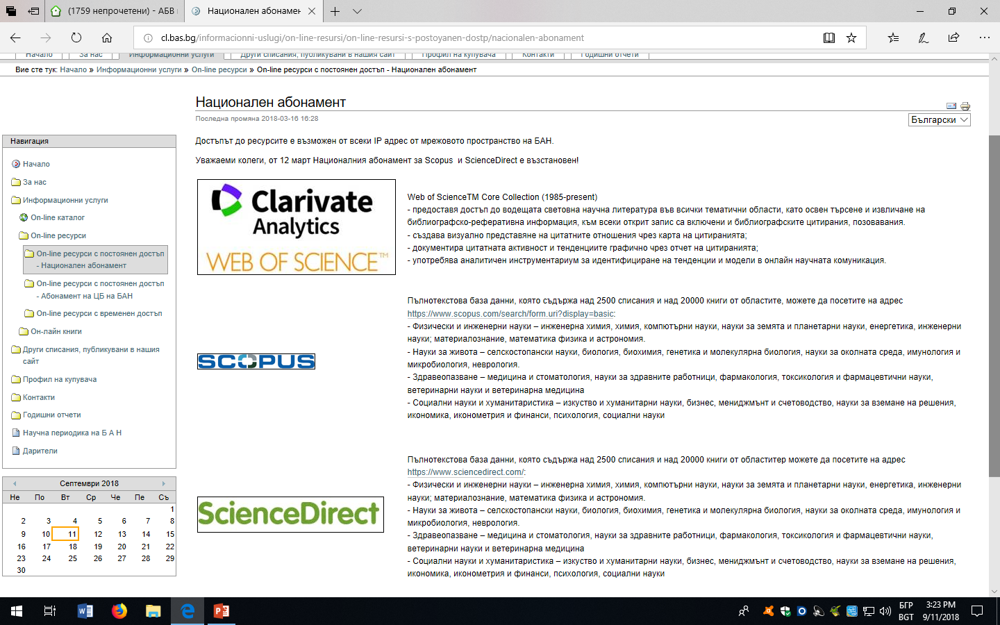 (1759 непрочетени) - АБВ
Национален абонамен
cl.bas.bg/informacionni-uslugi/on-line-resursi/on-line-resursi-s-postoyanen-dostp/nacionalen-abonament
Начало За нас Информационни услуги Други списания, публикувани в нашия сайт Профил на купувача Контакти Годишни отчети
Вие сте тук: Начало » Информационни услуги » On-line ресурси » On-line ресурси с постоянен достъп - Национален абонамент
Национален абонамент
Последна промяна 2018-03-16 16:28
Български
Достъпът до ресурсите е възможен от всеки IP адрес от мрежовото пространство на БАН.
Уважаеми колеги, от 12 март Националния абонамент за Scopus и ScienceDirect е възстановен!
Навигация
Начало
За нас
Информационни услуги
On-line каталог
On-line ресурси
On-line ресурси с постоянен достъп
- Национален абонамент
On-line ресурси с постоянен достъп
- Абонамент на ЦБ на БАН
On-line ресурси с временен достъп
Он-лайн книги
Други списания, публикувани в нашия
сайт
Профил на купувача
Контакти
Годишни отчети
Научна периодика на Б А Н
Дарители
Септември 2018
Не По Вт Ср Че Пе Съ
1
2 3 4 5 6 7 8
9 10 11 12 13 14 15
16 17 18 19 20 21 22
23 24 25 26 27 28 29
30
Clarivate
Analytics
WEB OF SCIENCE™
Web of ScienceTM Core Collection (1985-present)
- предоставя достъп до водещата световна научна литература във всички тематични области, като освен търсене и извличане на
библиографско-реферативна информация, към всеки открит запис са включени и библиографските цитирания, позовавания.
- създава визуално представяне на цитатните отношения чрез карта на цитиранията;
- документира цитатната активност и тенденциите графично чрез отчет на цитиранията;
- употребява аналитичен инструментариум за идентифициране на тенденции и модели в онлайн научната комуникация.
SCOPUS
Пълнотекстова база данни, която съдържа над 2500 списания и над 20000 книги от областите, можете да посетите на адрес
https://www.scopus.com/search/form.uri?display=basic:
- Физически и инженерни науки – инженерна химия, химия, компютърни науки, науки за земята и планетарни науки, енергетика, инженерни
науки; материалознание, математика физика и астрономия.
- Науки за живота – селскостопански науки, биология, биохимия, генетика и молекулярна биология, науки за околната среда, имунология и
микробиология, неврология.
- Здравеопазване – медицина и стоматология, науки за здравните работници, фармакология, токсикология и фармацевтични науки,
ветеринарни науки и ветеринарна медицина
- Социални науки и хуманитаристика – изкуство и хуманитарни науки, бизнес, мениджмънт и счетоводство, науки за вземане на решения,
икономика, иконометрия и финанси, психология, социални науки
ScienceDirect
Пълнотекстова база данни, която съдържа над 2500 списания и над 20000 книги от областитер можете да посетите на адрес
https://www.sciencedirect.com/:
- Физически и инженерни науки – инженерна химия, химия, компютърни науки, науки за земята и планетарни науки, енергетика, инженерни
науки; материалознание, математика физика и астрономия.
- Науки за живота – селскостопански науки, биология, биохимия, генетика и молекулярна биология, науки за околната среда, имунология и
микробиология, неврология.
- Здравеопазване – медицина и стоматология, науки за здравните работници, фармакология, токсикология и фармацевтични науки,
ветеринарни науки и ветеринарна медицина
- Социални науки и хуманитаристика – изкуство и хуманитарни науки, бизнес, мениджмънт и счетоводство, науки за вземане на решения,
икономика, иконометрия и финанси, психология, социални науки
БГР
BGT
3:23 PM
9/11/2018